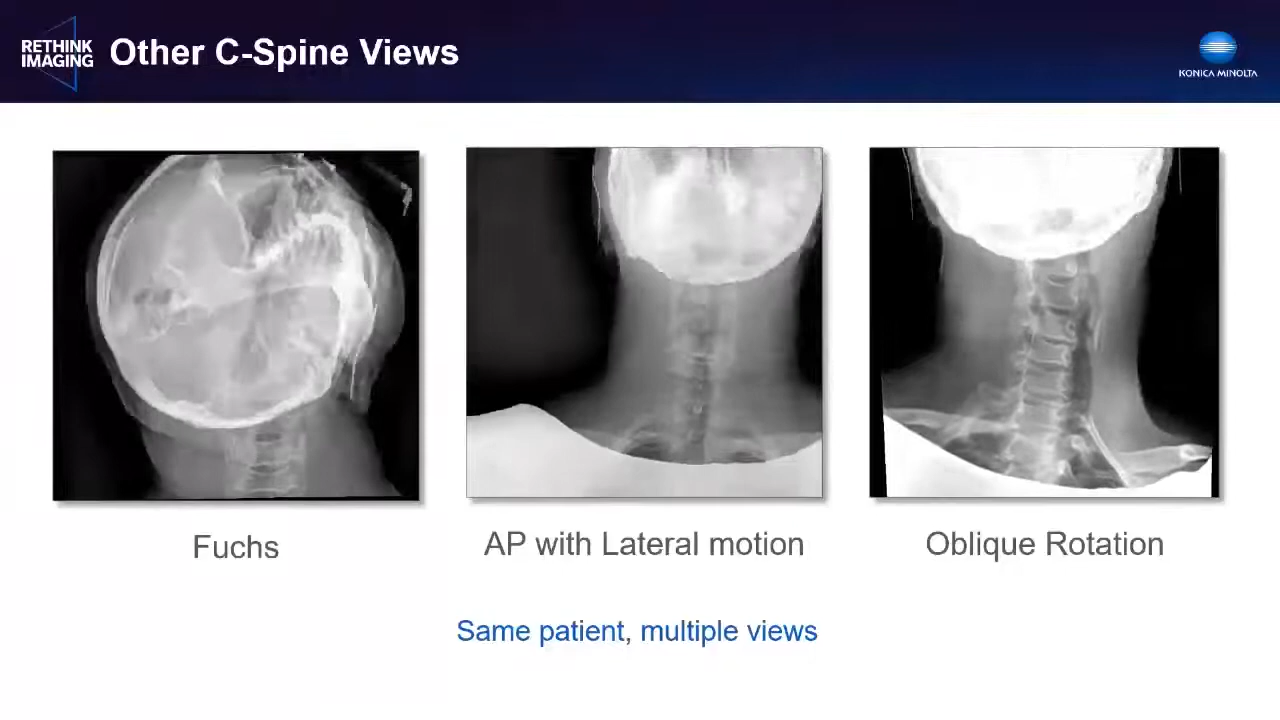 RETHINK
IMAGING
Other C-Spine Views
KONICA MINOLTA
Fuchs
AP with Lateral motion
Oblique Rotation
Same patient, multiple views